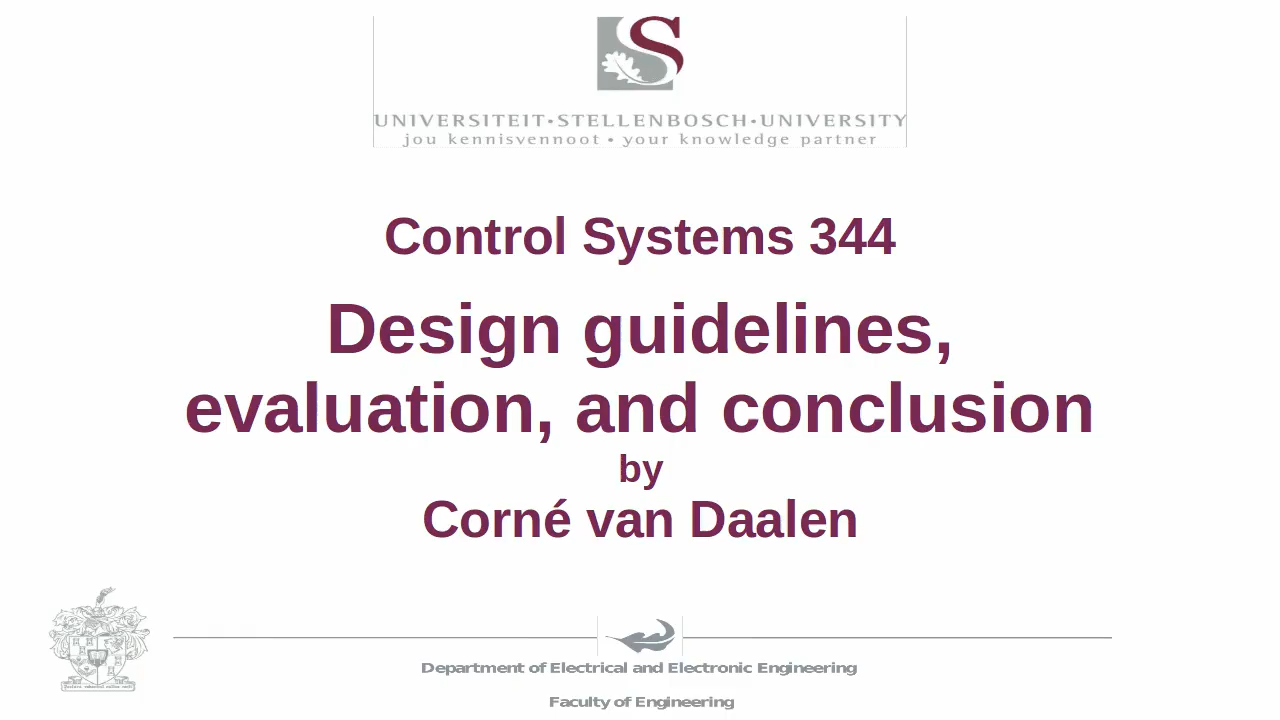 UNIVERSITEIT•STELLENBOSCH•UNIVERSITY
jou kennisvennoot • your knowledge partner
Control Systems 344
Design guidelines,
evaluation, and conclusion
by
Corné van Daalen
Department of Electrical and Electronic Engineering
Faculty of Engineering